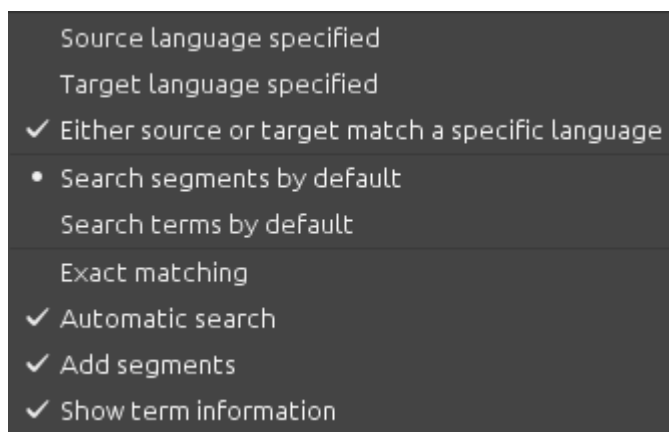 Source language specified
Target language specified
Either source or target match a specific language
Search segments by default
Search terms by default
Exact matching
Automatic search
Add segments
Show term information